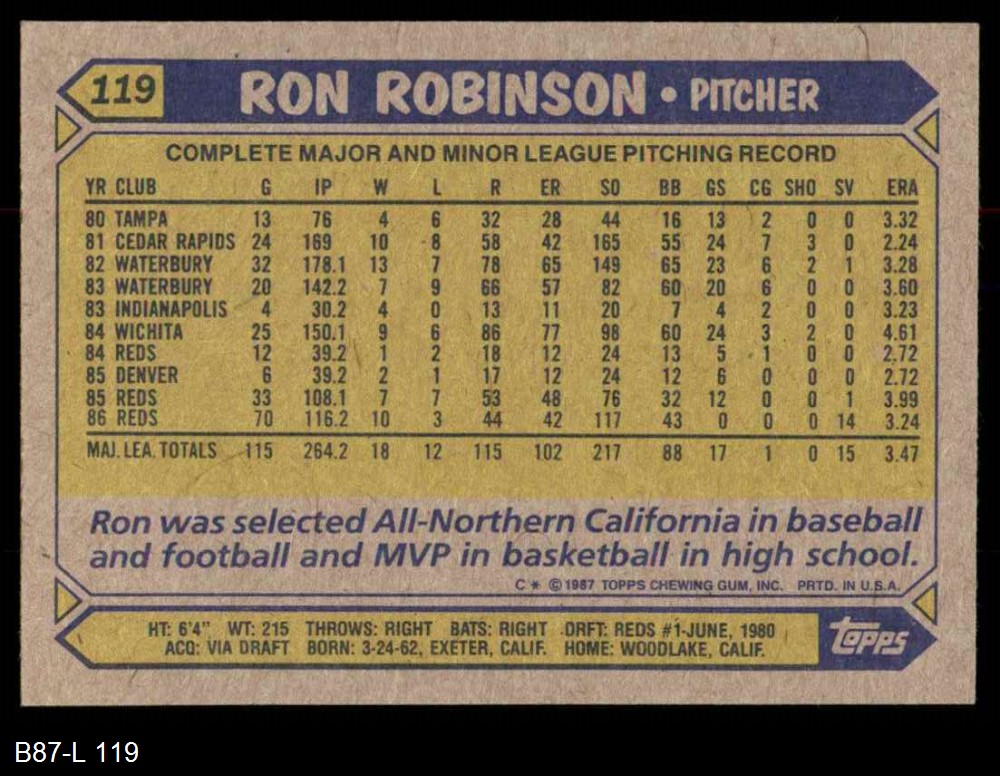 119 RON ROBINSON • PITCHER
COMPLETE MAJOR AND MINOR LEAGUE PITCHING RECORD
YR CLUB G IP W L R ER SO BB GS CG SHO SV ERA
80 TAMPA 13 76 4 6 32 28 44 16 13 2 0 0 3.32
81 CEDAR RAPIDS 24 169 10 8 58 42 165 55 24 7 3 0 2.24
82 WATERBURY 32 178.1 13 7 78 65 149 65 23 6 2 1 3.28
83 WATERBURY 20 142.2 7 9 66 57 82 60 20 6 0 0 3.60
83 INDIANAPOLIS 4 30.2 4 0 13 11 20 7 4 2 0 0 3.23
84 WICHITA 25 150.1 9 6 86 77 98 60 24 3 2 0 4.61
84 REDS 12 39.2 1 2 18 12 24 13 5 1 0 0 2.72
85 DENVER 6 39.2 2 1 17 12 24 12 6 0 0 0 2.72
85 REDS 33 108.1 7 7 53 48 76 32 12 0 0 1 3.99
86 REDS 70 116.2 10 3 44 42 117 43 0 0 0 14 3.24
MAJ. LEA. TOTALS 115 264.2 18 12 115 102 217 88 17 1 0 15 3.47
Ron was selected All-Northern California in baseball
and football and MVP in basketball in high school.
C * © 1987 TOPPS CHEWING GUM, INC. PRTD. IN U.S.A.
HT: 6'4" WT: 215 THROWS: RIGHT BATS: RIGHT DRFT: REDS #1-JUNE, 1980
ACQ: VIA DRAFT BORN: 3-24-62, EXETER, CALIF. HOME: WOODLAKE, CALIF.
topps
B87-L 119